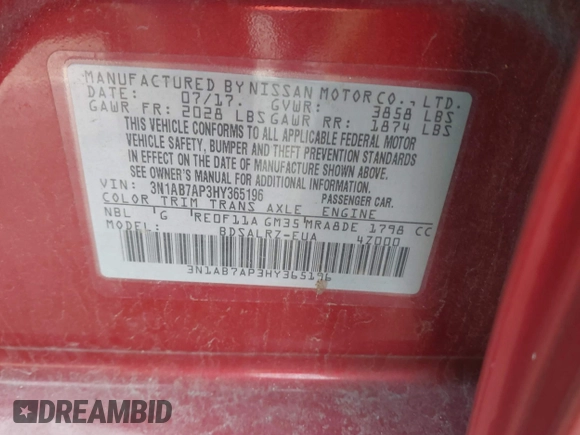 MANUFACTURED BY NISSAN MOTOR CO., LTD.
DATE: 07/17. GVWR: 3858 LBS
GAWR FR: 2028 LBS GAWR RR: 1874 LBS
THIS VEHICLE CONFORMS TO ALL APPLICABLE FEDERAL MOTOR
VEHICLE SAFETY, BUMPER AND THEFT PREVENTION STANDARDS
IN EFFECT ON THE DATE OF MANUFACTURE SHOWN ABOVE.
SEE OWNER'S MANUAL FOR ADDITIONAL INFORMATION
VIN: 3N1AB7AP3HY365196 PASSENGER CAR.
COLOR TRIM TRANS AXLE ENGINE
NBL 'G RE0F11A GM35 MRA8DE 1798 CC
MODEL: BDSALR7-EUA 4Z000
3N1AB7AP3HY365196
DREAMBID